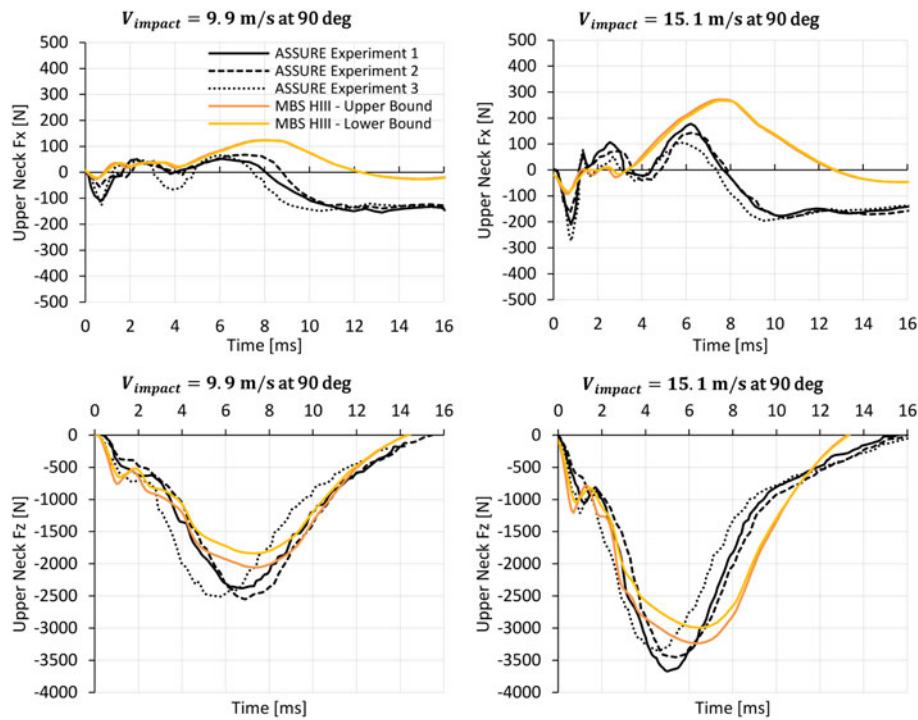 V_impact = 9.9 m/s at 90 deg
500
400
300
200
100
0
-100
-200
-300
-400
-500
Upper Neck Fx [N]
ASSURE Experiment 1
ASSURE Experiment 2
ASSURE Experiment 3
MBS HIII - Upper Bound
MBS HIII - Lower Bound
0 2 4 6 8 10 12 14 16
Time [ms]
V_impact = 15.1 m/s at 90 deg
500
400
300
200
100
0
-100
-200
-300
-400
-500
Upper Neck Fx [N]
0 2 4 6 8 10 12 14 16
Time [ms]
V_impact = 9.9 m/s at 90 deg
0 2 4 6 8 10 12 14 16
0
-500
-1000
-1500
-2000
-2500
-3000
-3500
-4000
Upper Neck Fz [N]
Time [ms]
V_impact = 15.1 m/s at 90 deg
0 2 4 6 8 10 12 14 16
0
-500
-1000
-1500
-2000
-2500
-3000
-3500
-4000
Upper Neck Fz [N]
Time [ms]